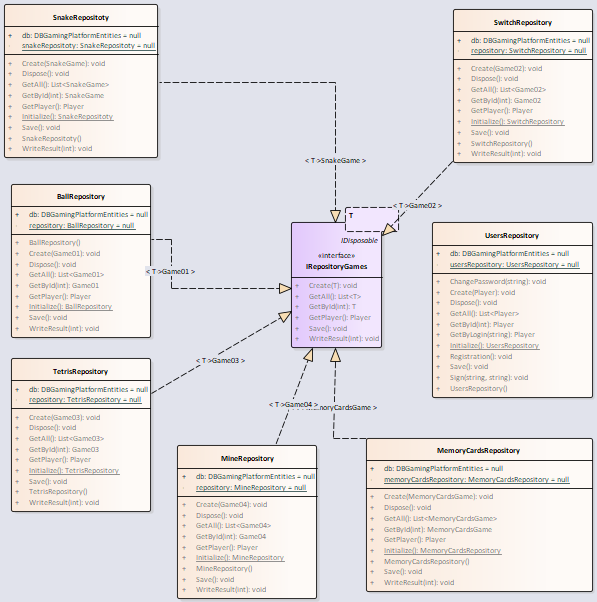 SnakeRepositoty
+ db: DBGamingPlatformEntities = null
- snakeRepositoty: SnakeRepositoty = null
+ Create(SnakeGame): void
+ Dispose(): void
+ GetAll(): List<SnakeGame>
+ GetById(int): SnakeGame
+ GetPlayer(): Player
+ Initialize(): SnakeRepositoty
+ Save(): void
- SnakeRepositoty()
+ WriteResult(int): void
SwitchRepository
+ db: DBGamingPlatformEntities = null
- repository: SwitchRepository = null
+ Create(Game02): void
+ Dispose(): void
+ GetAll(): List<Game02>
+ GetById(int): Game02
+ GetPlayer(): Player
+ Initialize(): SwitchRepository
+ Save(): void
- SwitchRepository()
+ WriteResult(int): void
< T->SnakeGame >
< T->Game02 >
BallRepository
+ db: DBGamingPlatformEntities = null
- repository: BallRepository = null
- BallRepository()
+ Create(Game01): void
+ Dispose(): void
+ GetAll(): List<Game01>
+ GetById(int): Game01
+ GetPlayer(): Player
+ Initialize(): BallRepository
+ Save(): void
+ WriteResult(int): void
< T->Game01 >
T
IDisposable
«interface»
IRepositoryGames
+ Create(T): void
+ GetAll(): List<T>
+ GetById(int): T
+ GetPlayer(): Player
+ Save(): void
+ WriteResult(int): void
UsersRepository
+ db: DBGamingPlatformEntities = null
- usersRepository: UsersRepository = null
+ ChangePassword(string): void
+ Create(Player): void
+ Dispose(): void
+ GetAll(): List<Player>
+ GetById(int): Player
+ GetByLogin(string): Player
+ Initialize(): UsersRepository
+ Registration(): void
+ Save(): void
+ Sign(string, string): void
- UsersRepository()
TetrisRepository
+ db: DBGamingPlatformEntities = null
- repository: TetrisRepository = null
+ Create(Game03): void
+ Dispose(): void
+ GetAll(): List<Game03>
+ GetById(int): Game03
+ GetPlayer(): Player
+ Initialize(): TetrisRepository
+ Save(): void
- TetrisRepository()
+ WriteResult(int): void
< T->Game03 >
< T->Game04 >
MineRepository
+ db: DBGamingPlatformEntities = null
- repository: MineRepository = null
+ Create(Game04): void
+ Dispose(): void
+ GetAll(): List<Game04>
+ GetById(int): Game04
+ GetPlayer(): Player
+ Initialize(): MineRepository
- MineRepository()
+ Save(): void
+ WriteResult(int): void
MemoryCardsRepository
+ db: DBGamingPlatformEntities = null
- memoryCardsRepository: MemoryCardsRepository = null
+ Create(MemoryCardsGame): void
+ Dispose(): void
+ GetAll(): List<MemoryCardsGame>
+ GetById(int): MemoryCardsGame
+ GetPlayer(): Player
+ Initialize(): MemoryCardsRepository
- MemoryCardsRepository()
+ Save(): void
+ WriteResult(int): void